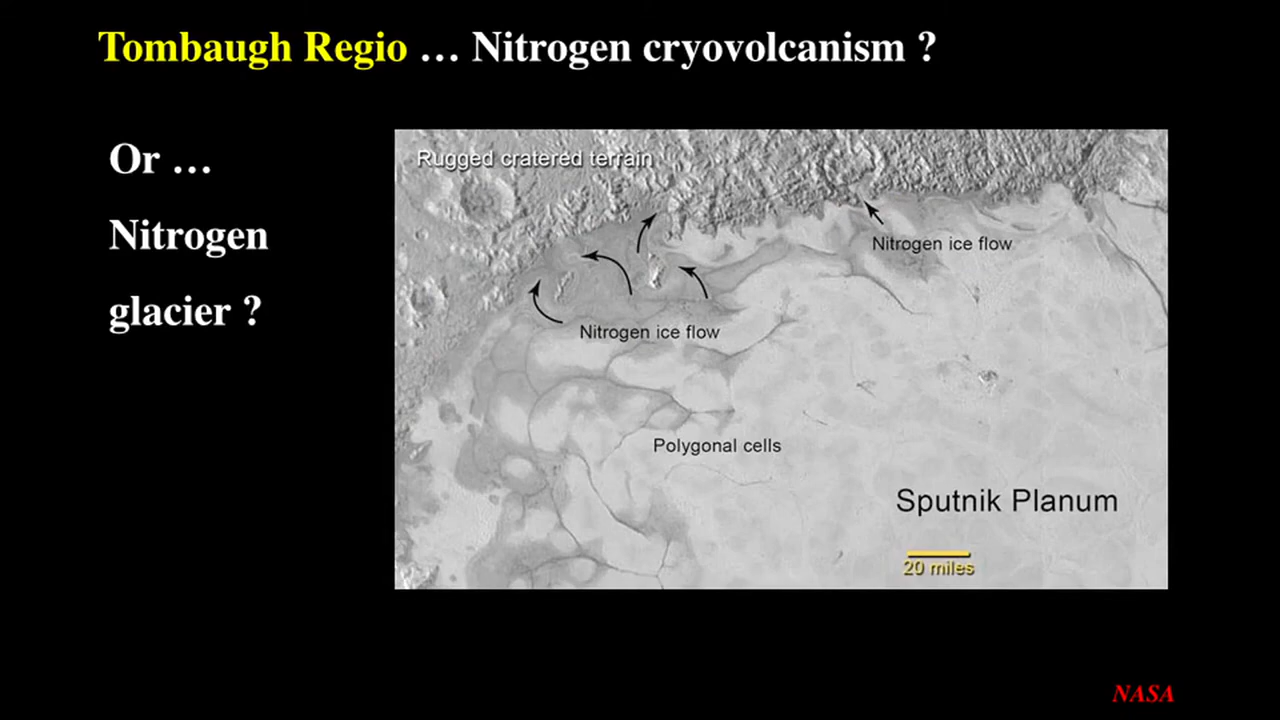 Tombaugh Regio … Nitrogen cryovolcanism ?
Or …
Nitrogen
glacier ?
Rugged cratered terrain
Nitrogen ice flow
Nitrogen ice flow
Polygonal cells
Sputnik Planum
20 miles
NASA